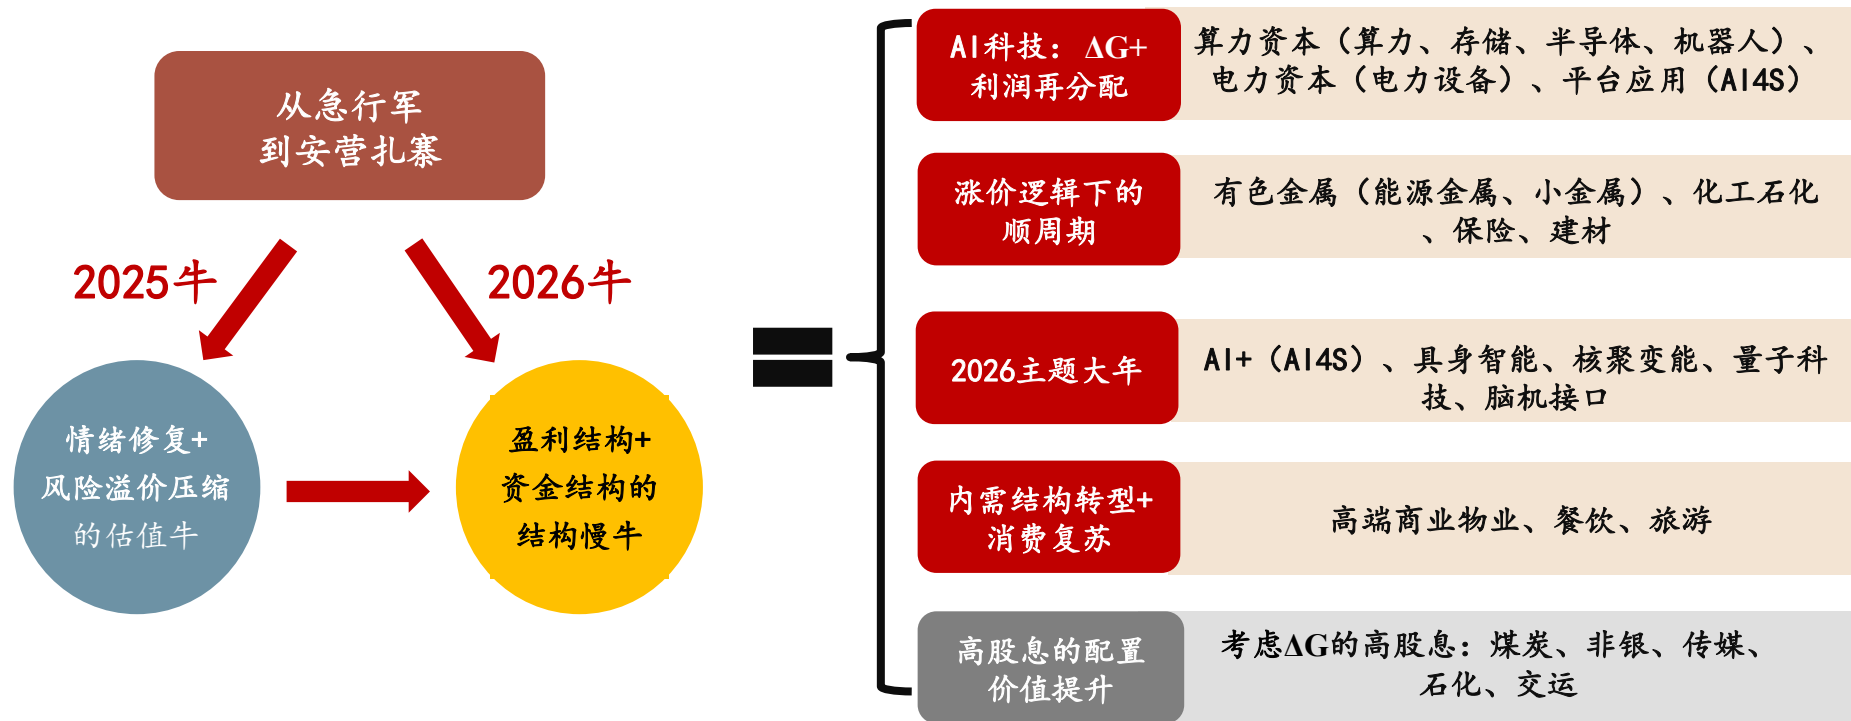 从急行军
到安营扎寨
2025牛
2026牛
情绪修复+
风险溢价压缩
的估值牛
盈利结构+
资金结构的
结构慢牛
AI科技：ΔG+
利润再分配
算力资本（算力、存储、半导体、机器人）、
电力资本（电力设备）、平台应用（AI4S）
涨价逻辑下的
顺周期
有色金属（能源金属、小金属）、化工石化
、保险、建材
2026主题大年
AI+（AI4S）、具身智能、核聚变能、量子科
技、脑机接口
内需结构转型+
消费复苏
高端商业物业、餐饮、旅游
高股息的配置
价值提升
考虑ΔG的高股息：煤炭、非银、传媒、
石化、交运